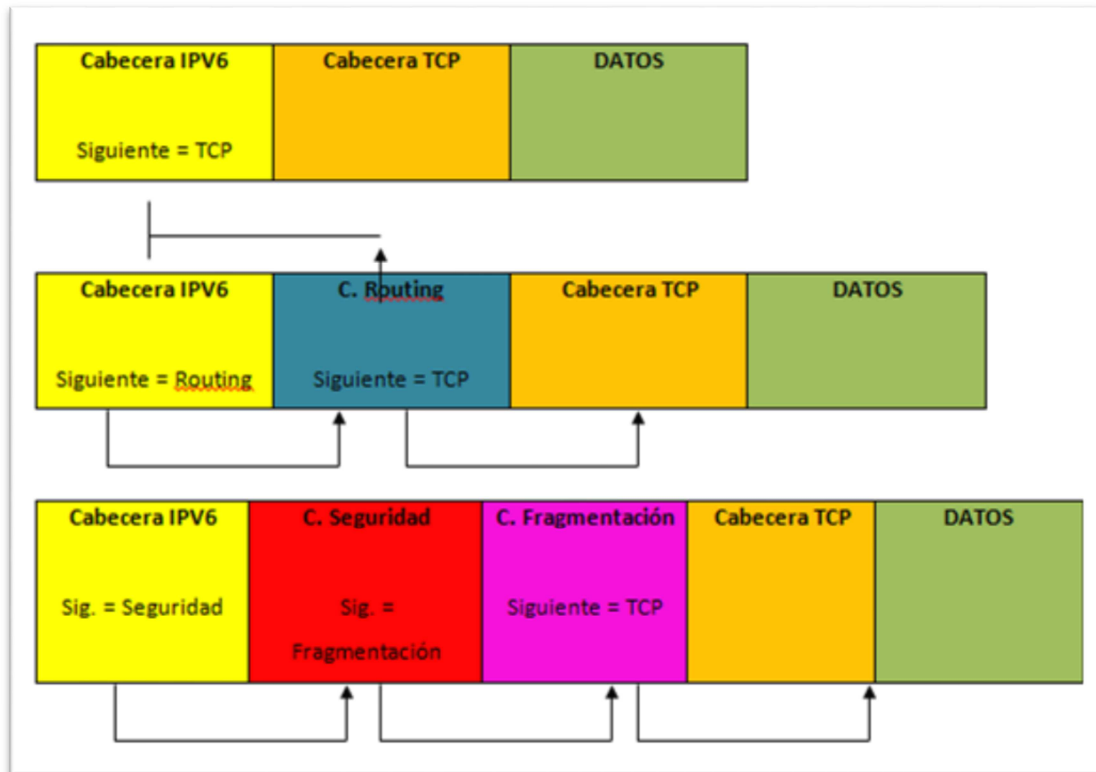 Cabecera IPV6
Cabecera TCP
DATOS
Siguiente = TCP
Cabecera IPV6
C. Routing
Cabecera TCP
DATOS
Siguiente = Routing
Siguiente = TCP
Cabecera IPV6
C. Seguridad
C. Fragmentación
Cabecera TCP
DATOS
Sig. = Seguridad
Sig. =
Fragmentación
Siguiente = TCP